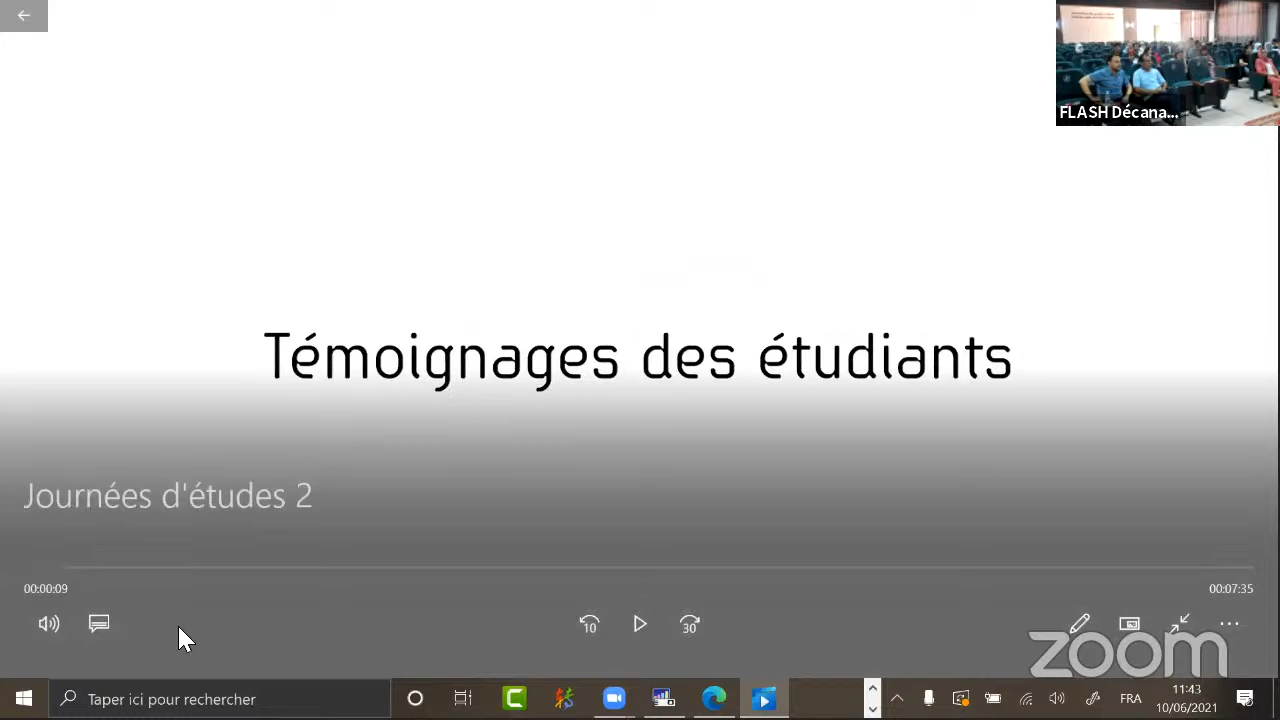 FLASH Décana...
Témoignages des étudiants
Journées d'études 2
00:00:09
00:07:35
10
30
zoom
Taper ici pour rechercher
FRA
11:43
10/06/2021